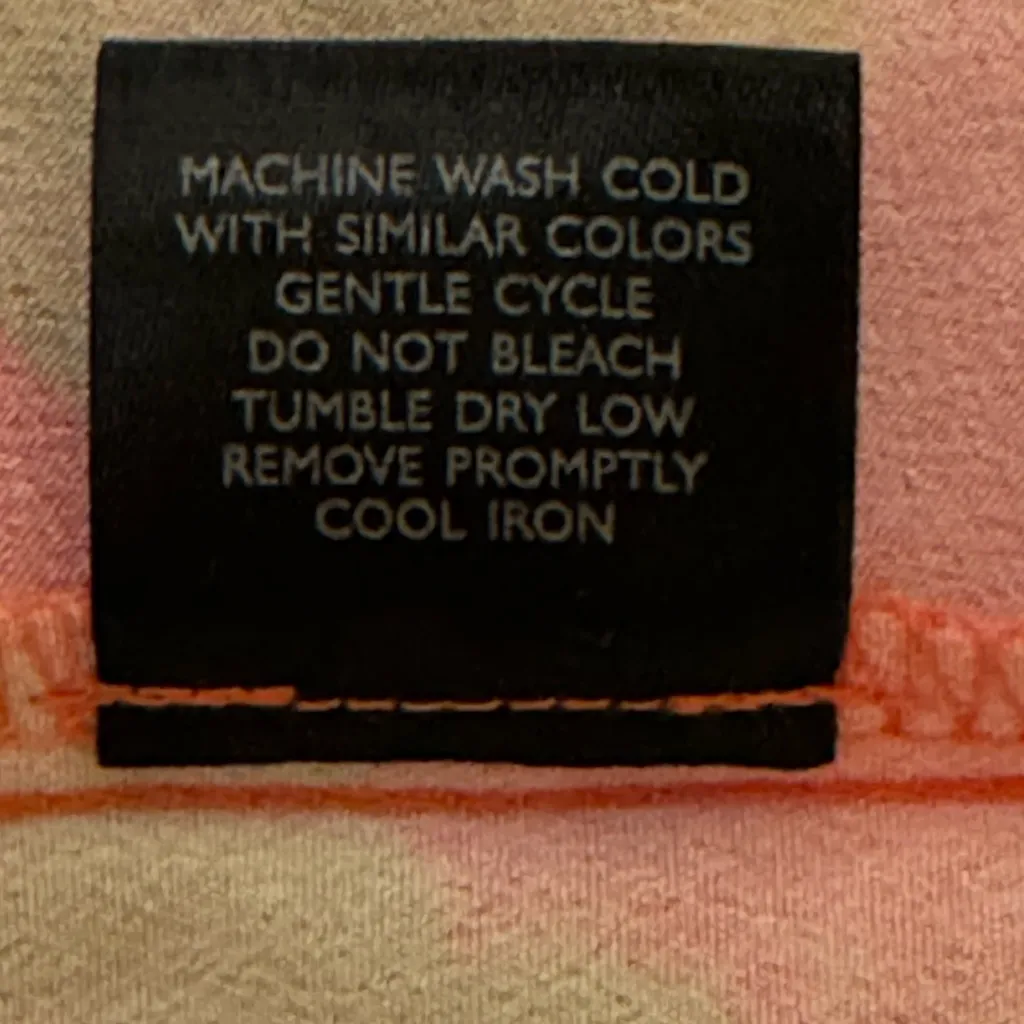 MACHINE WASH COLD
WITH SIMILAR COLORS
GENTLE CYCLE
DO NOT BLEACH
TUMBLE DRY LOW
REMOVE PROMPTLY
COOL IRON